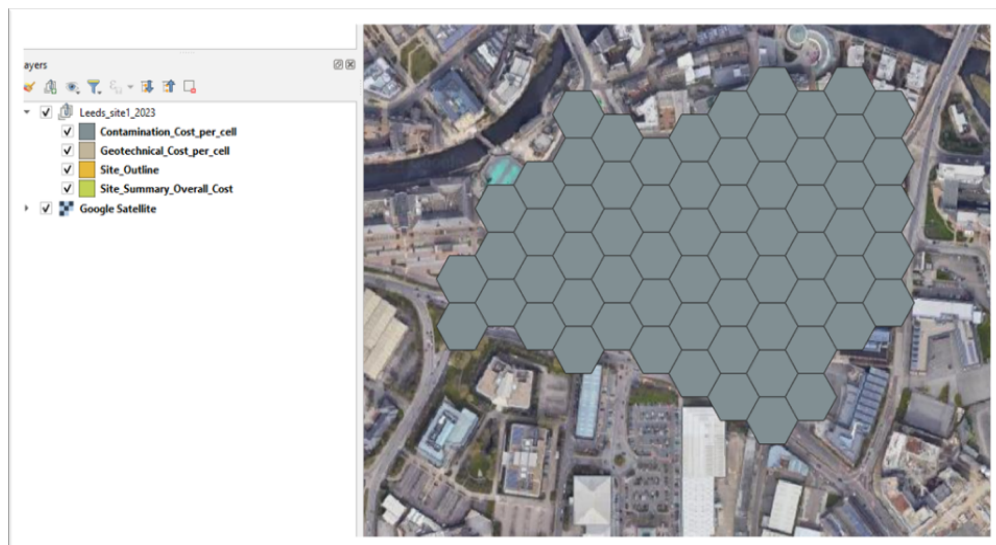 ayers
Leeds_site1_2023
Contamination_Cost_per_cell
Geotechnical_Cost_per_cell
Site_Outline
Site_Summary_Overall_Cost
Google Satellite